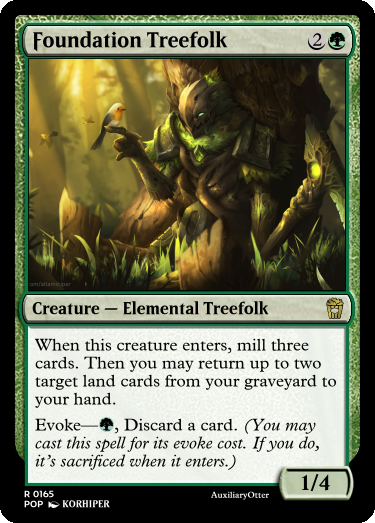 Foundation Treefolk 2
Creature — Elemental Treefolk
When this creature enters, mill three
cards. Then you may return up to two
target land cards from your graveyard to
your hand.
Evoke—, Discard a card. (You may
cast this spell for its evoke cost. If you do,
it's sacrificed when it enters.)
1/4
R 0165
POP KORHIPER
AuxiliaryOtter